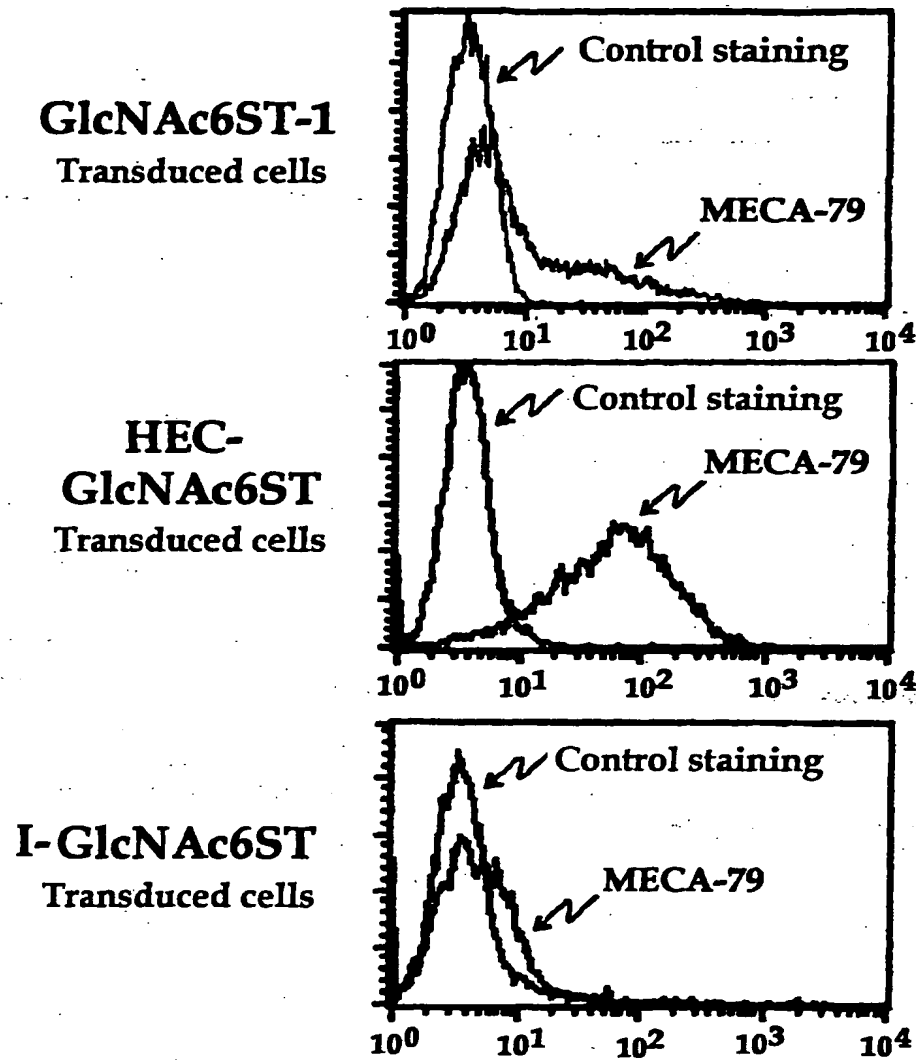 Control staining
GlcNAc6ST-1
Transduced cells
MECA-79
10⁰ 10¹ 10² 10³ 10⁴
Control staining
HEC-
GlcNAc6ST
MECA-79
Transduced cells
10⁰ 10¹ 10² 10³ 10⁴
Control staining
I-GlcNAc6ST
Transduced cells
MECA-79
10⁰ 10¹ 10² 10³ 10⁴